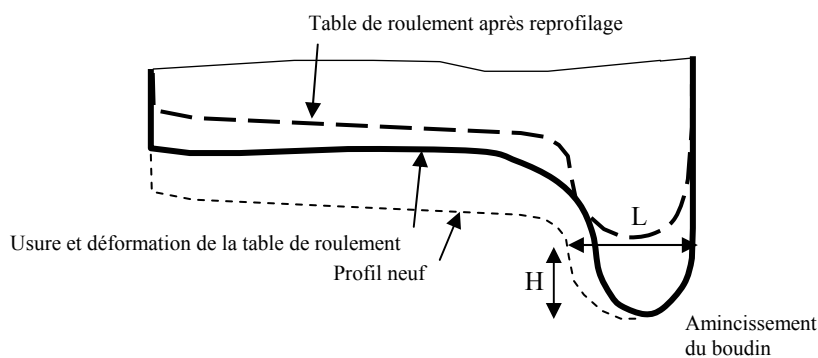 Table de roulement après reprofilage
L
Usure et déformation de la table de roulement
Profil neuf
H
Amincissement
du boudin